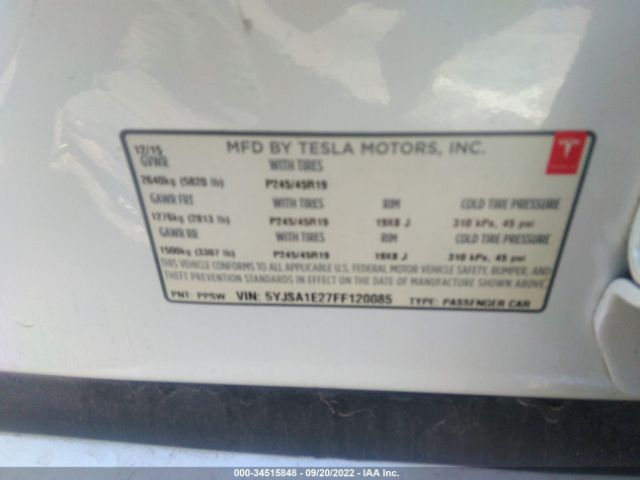 12/15 MFD BY TESLA MOTORS, INC.
GVWR WITH TIRES
2640kg (5820 lb) P245/45R19
GAWR FRT WITH TIRES RIM COLD TIRE PRESSURE
1276kg (2813 lb) P245/45R19 19X8 J 310 kPa, 45 psi
GAWR RR WITH TIRES RIM COLD TIRE PRESSURE
1500kg (3307 lb) P245/45R19 19X8 J 310 kPa, 45 psi
THIS VEHICLE CONFORMS TO ALL APPLICABLE U.S. FEDERAL MOTOR VEHICLE SAFETY, BUMPER, AND
THEFT PREVENTION STANDARDS IN EFFECT ON THE DATE OF MANUFACTURE SHOWN ABOVE.
PNT: PPSW VIN: 5YJSA1E27FF120085 TYPE: PASSENGER CAR
000-34515848 - 09/20/2022 - IAA Inc.